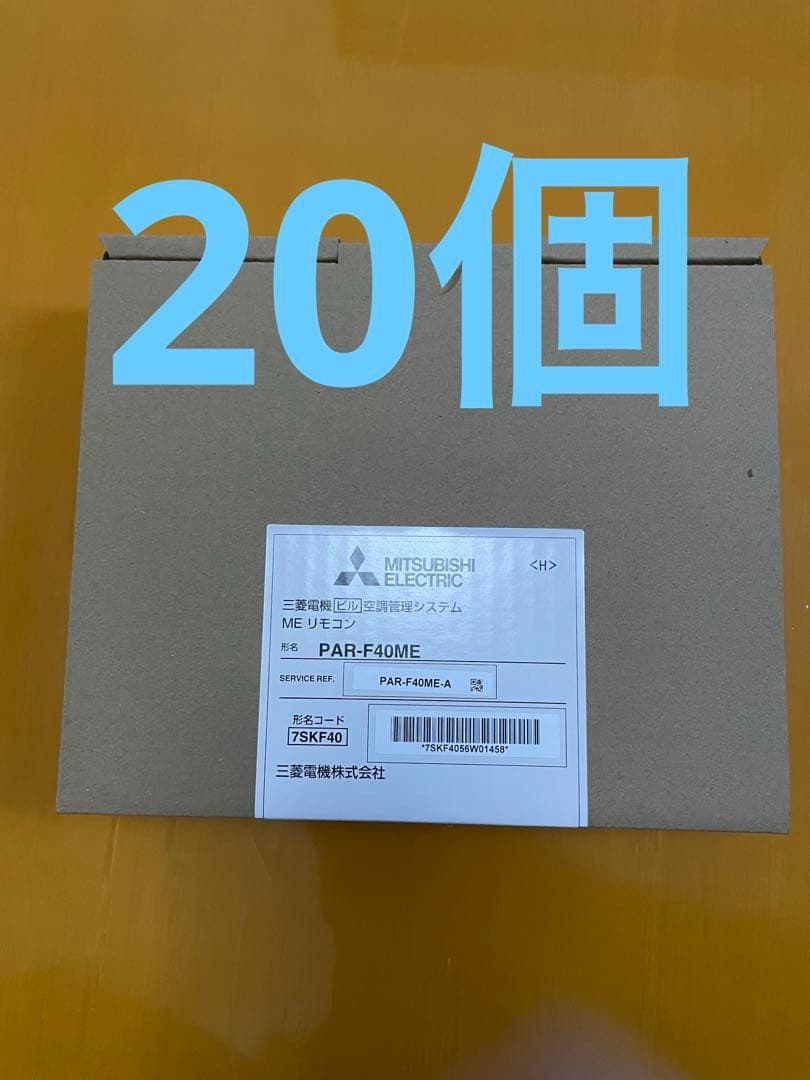 20個
MITSUBISHI
ELECTRIC
<H>
三菱電機 ビル 空調管理システム
ME リモコン
形名 PAR-F40ME
SERVICE REF. PAR-F40ME-A
形名コード
7SKF40
*7SKF4056W01458*
三菱電機株式会社